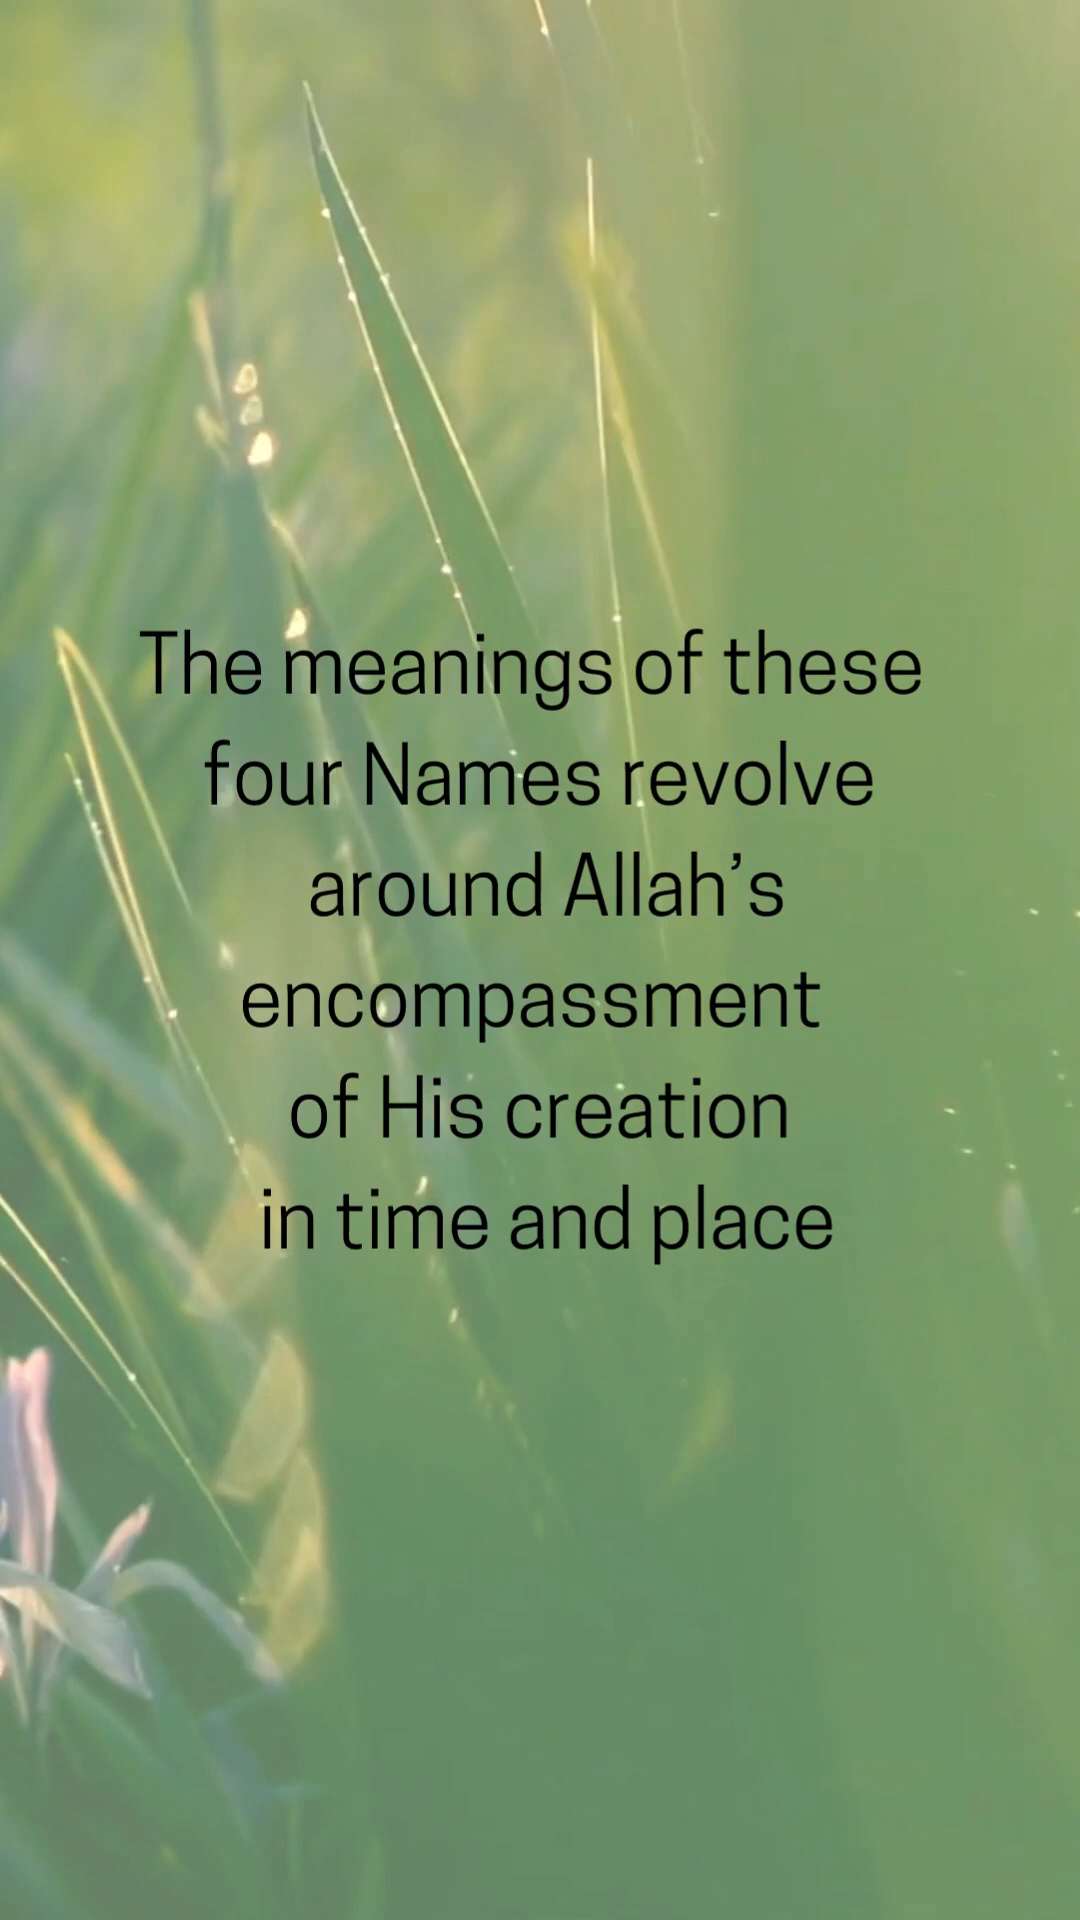 The meanings of these
four Names revolve
around Allah’s
encompassment
of His creation
in time and place